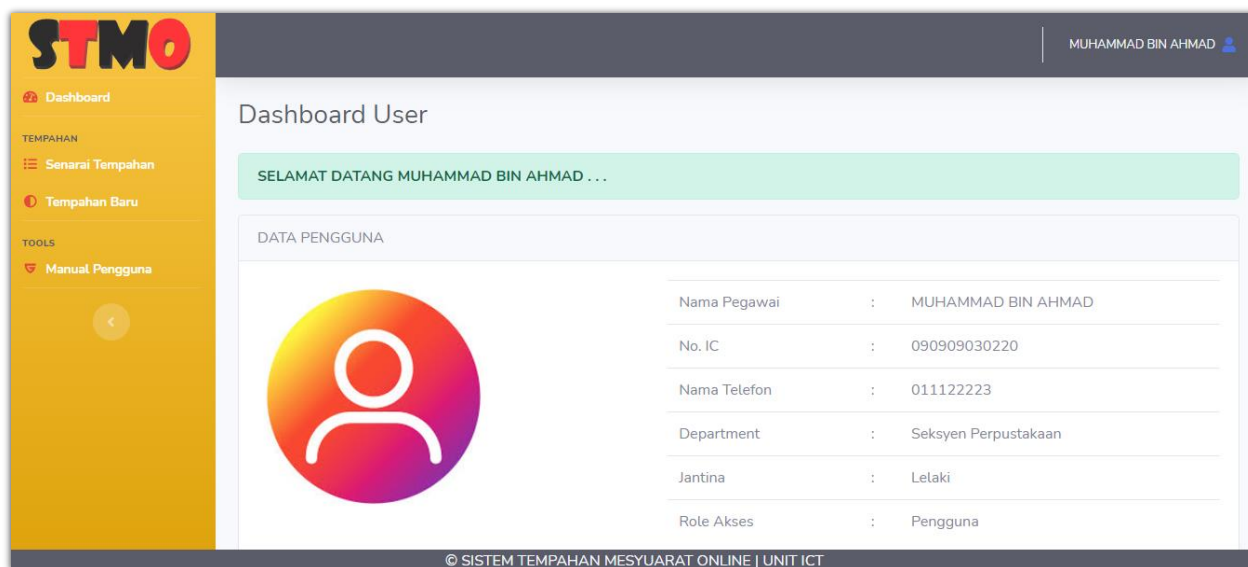 STMO
MUHAMMAD BIN AHMAD
Dashboard
TEMPAHAN
Senarai Tempahan
Tempahan Baru
TOOLS
Manual Pengguna
Dashboard User
SELAMAT DATANG MUHAMMAD BIN AHMAD . . .
DATA PENGGUNA
Nama Pegawai : MUHAMMAD BIN AHMAD
No. IC : 090909030220
Nama Telefon : 011122223
Department : Seksyen Perpustakaan
Jantina : Lelaki
Role Akses : Pengguna
© SISTEM TEMPAHAN MESYUARAT ONLINE | UNIT ICT